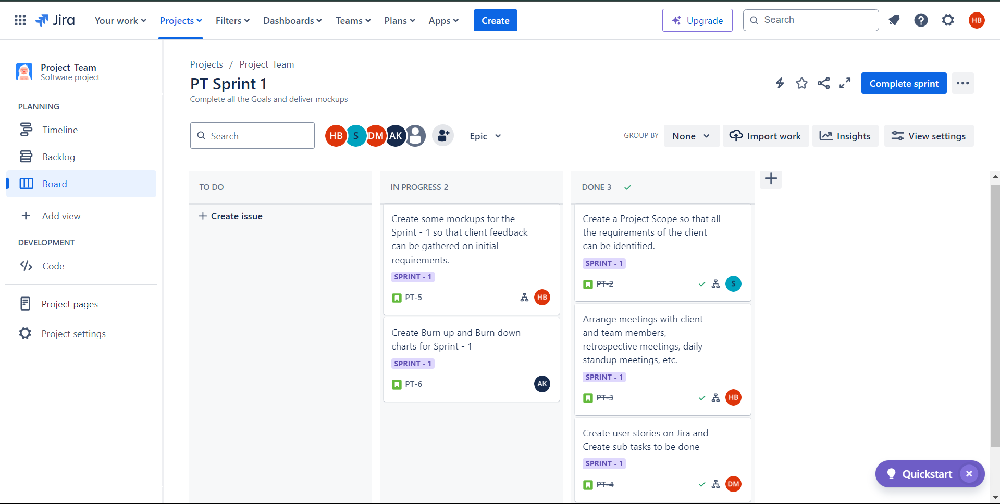 Jira
Your work
Projects
Filters
Dashboards
Teams
Plans
Apps
Create
Upgrade
Search
HB
Project_Team
Software project
PLANNING
Timeline
Backlog
Board
Add view
DEVELOPMENT
Code
Project pages
Project settings
Projects / Project_Team
PT Sprint 1
Complete all the Goals and deliver mockups
Complete sprint
Search
HB
S
DM
AK
Epic
GROUP BY
None
Import work
Insights
View settings
TO DO
Create issue
IN PROGRESS 2
Create some mockups for the
Sprint - 1 so that client feedback
can be gathered on initial
requirements.
SPRINT - 1
PT-5
HB
Create Burn up and Burn down
charts for Sprint - 1
SPRINT - 1
PT-6
AK
DONE 3
Create a Project Scope so that all
the requirements of the client
can be identified.
SPRINT - 1
PT-2
S
Arrange meetings with client
and team members,
retrospective meetings, daily
standup meetings, etc.
SPRINT - 1
PT-3
HB
Create user stories on Jira and
Create sub tasks to be done
SPRINT - 1
PT-4
DM
Quickstart